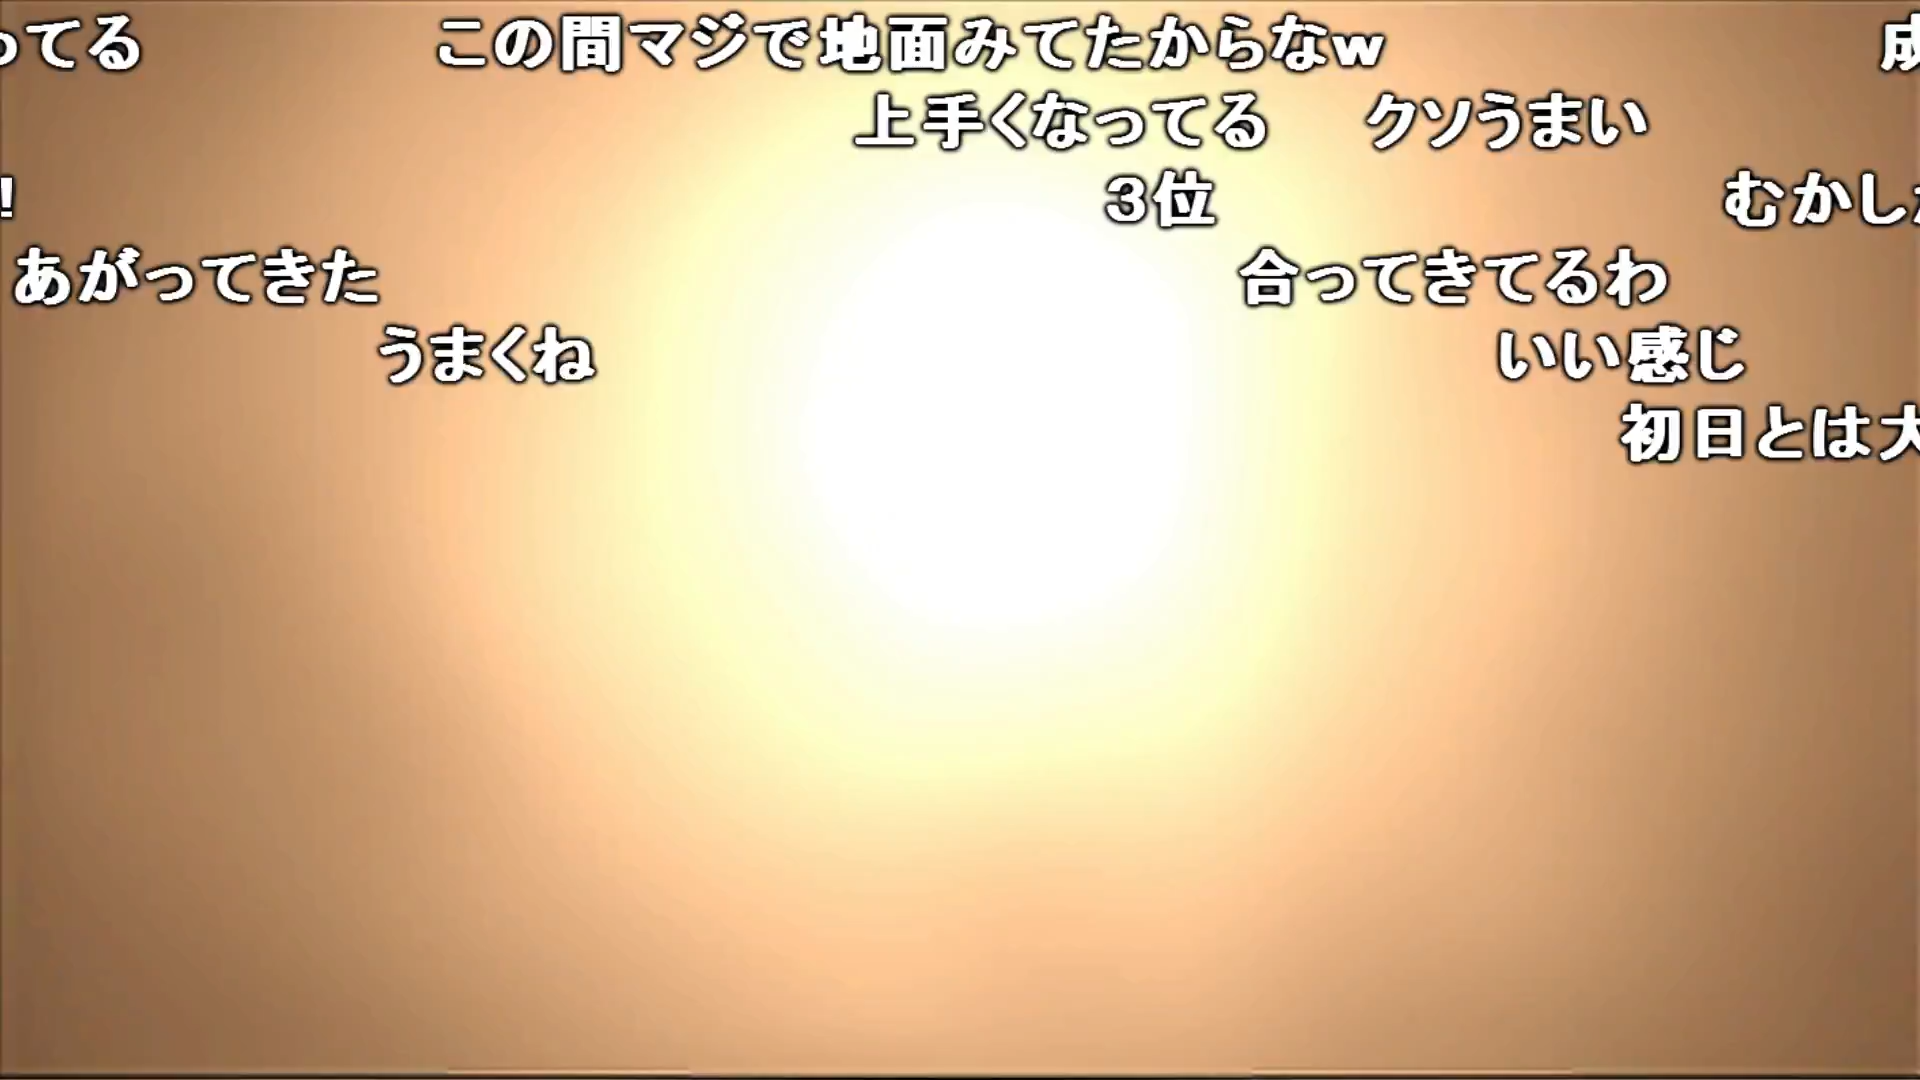 ってる この間マジで地面みてたからなw 成
上手くなってる クソうまい
! 3位 むかし
あがってきた 合ってきてるわ
うまくね いい感じ
初日とは大